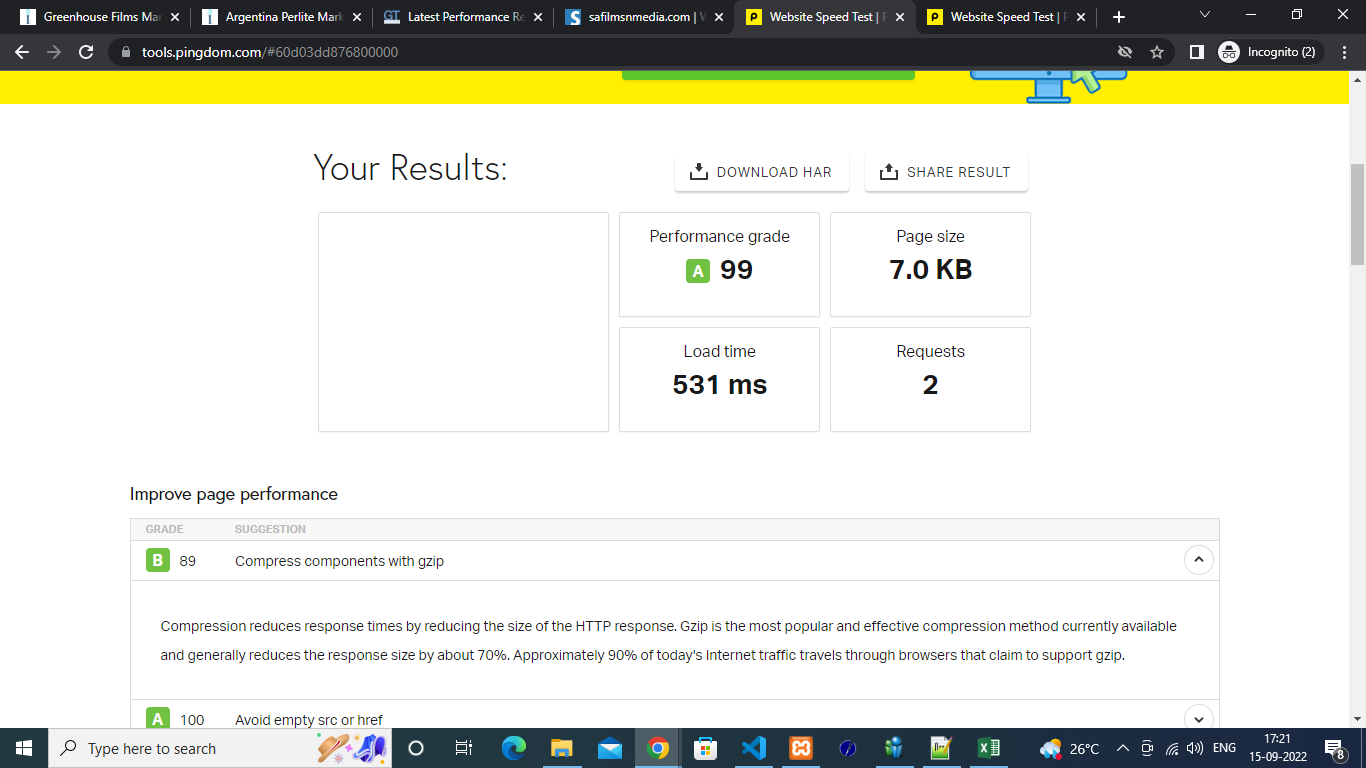 Greenhouse Films Mar
Argentina Perlite Mark
GT Latest Performance Re
S safilmsnmedia.com | W
p Website Speed Test | P
p Website Speed Test |
tools.pingdom.com/#60d03dd876800000
Incognito (2)
Your Results:
DOWNLOAD HAR
SHARE RESULT
Performance grade
A 99
Page size
7.0 KB
Load time
531 ms
Requests
2
Improve page performance
GRADE SUGGESTION
B 89 Compress components with gzip
Compression reduces response times by reducing the size of the HTTP response. Gzip is the most popular and effective compression method currently available
and generally reduces the response size by about 70%. Approximately 90% of today's Internet traffic travels through browsers that claim to support gzip.
A 100 Avoid empty src or href
Type here to search
26°C
ENG
17:21
15-09-2022
8